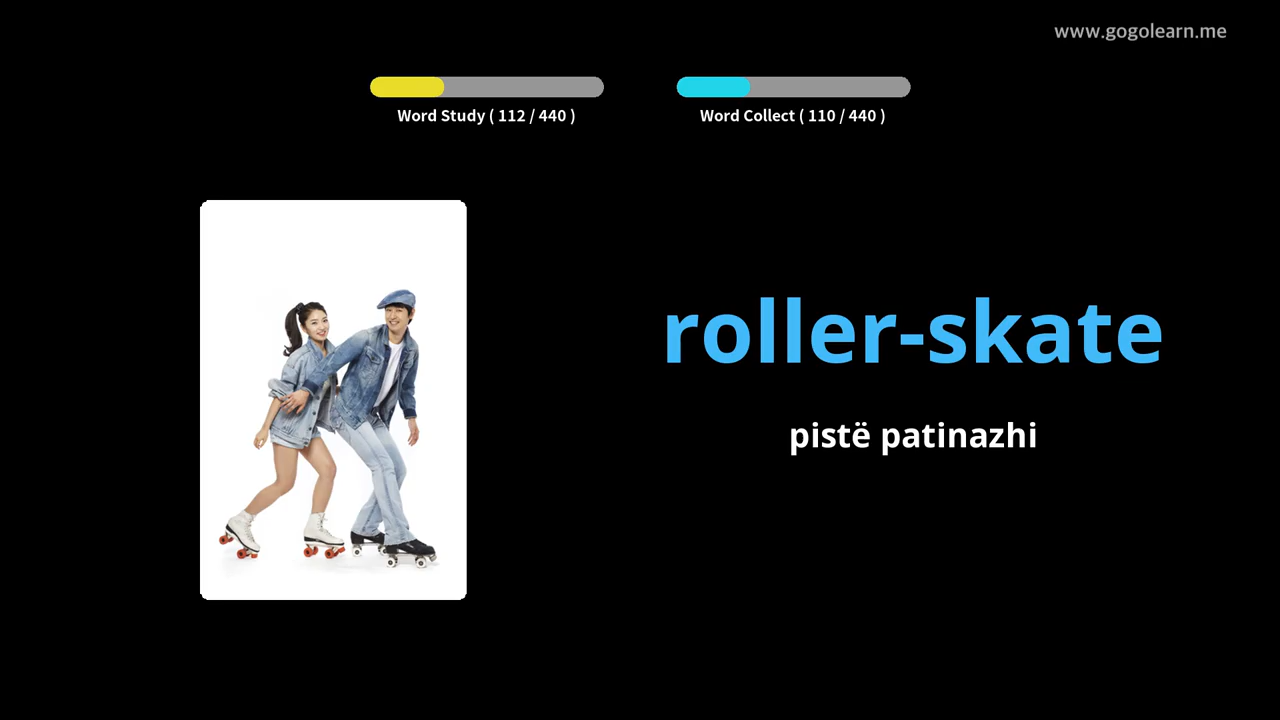 www.gogolearn.me
Word Study ( 112 / 440 )
Word Collect ( 110 / 440 )
roller-skate
pistë patinazhi